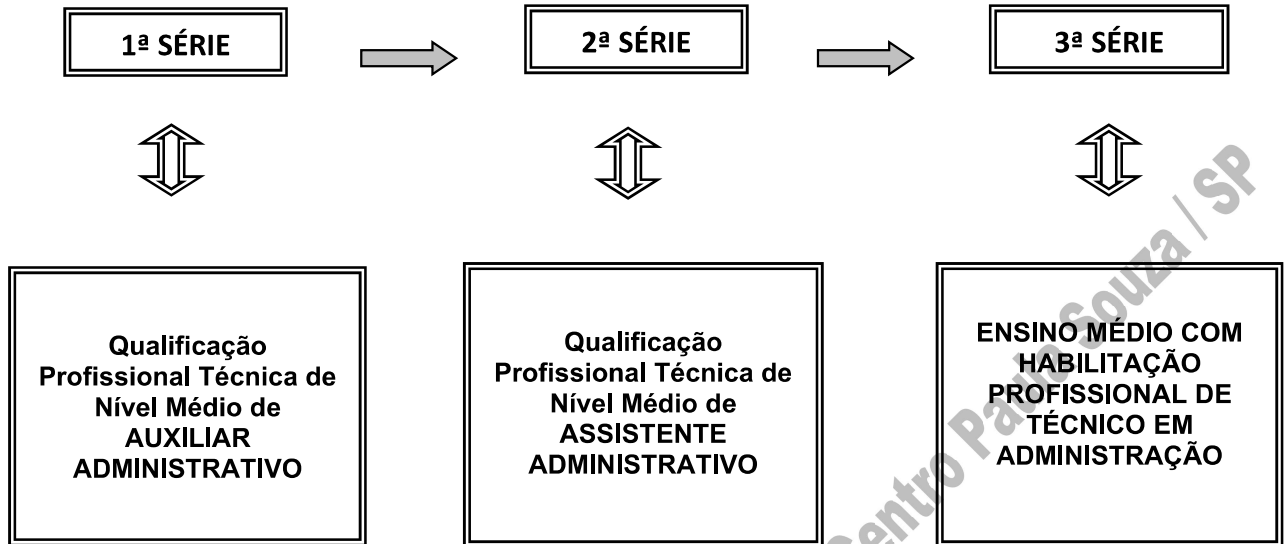 1ª SÉRIE
2ª SÉRIE
3ª SÉRIE
Qualificação
Profissional Técnica de
Nível Médio de
AUXILIAR
ADMINISTRATIVO
Qualificação
Profissional Técnica de
Nível Médio de
ASSISTENTE
ADMINISTRATIVO
ENSINO MÉDIO COM
HABILITAÇÃO
PROFISSIONAL DE
TÉCNICO EM
ADMINISTRAÇÃO
Centro Paula Souza / SP